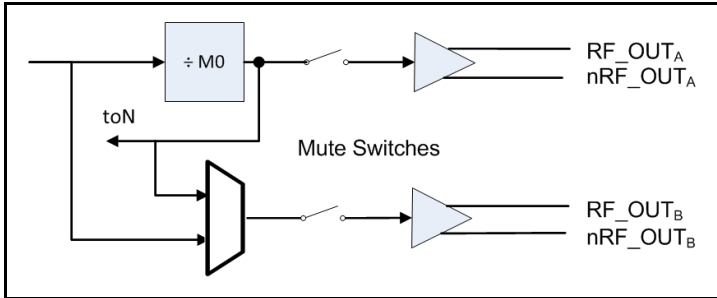 ÷ M0
RF_OUTA
nRF_OUTA
toN
Mute Switches
RF_OUTB
nRF_OUTB